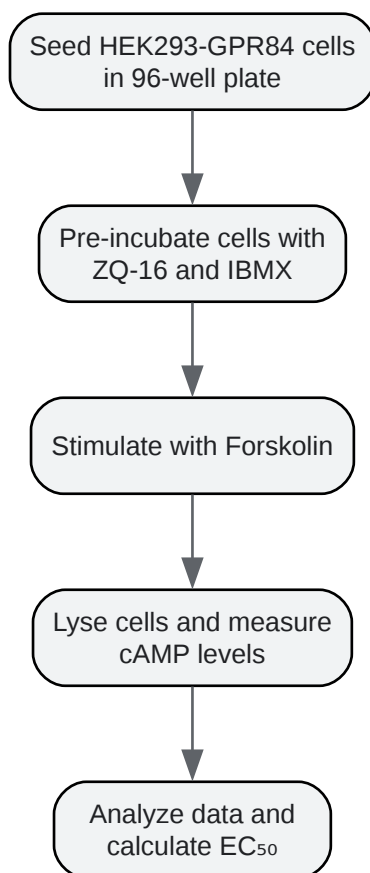 Seed HEK293-GPR84 cells
in 96-well plate
Pre-incubate cells with
ZQ-16 and IBMX
Stimulate with Forskolin
Lyse cells and measure
cAMP levels
Analyze data and
calculate EC₅₀